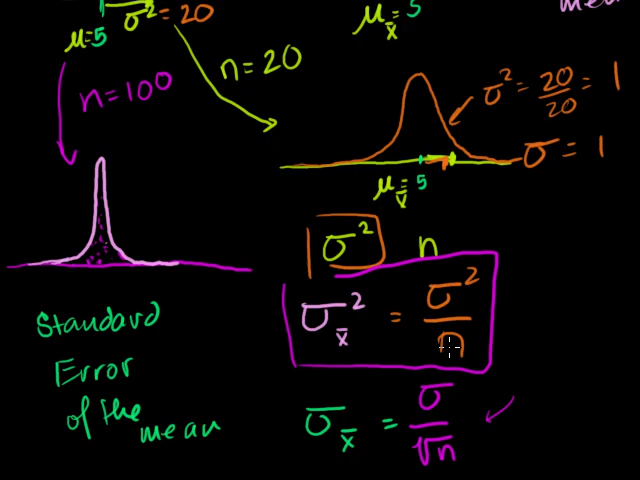 μ=5 σ²=20
μx̄=5
mean
n=100
n=20
σ²=20/20=1
σ=1
μx̄=5
σ² n
σx̄²=σ²/n
Standard
Error
of the
mean
σx̄=σ/√n